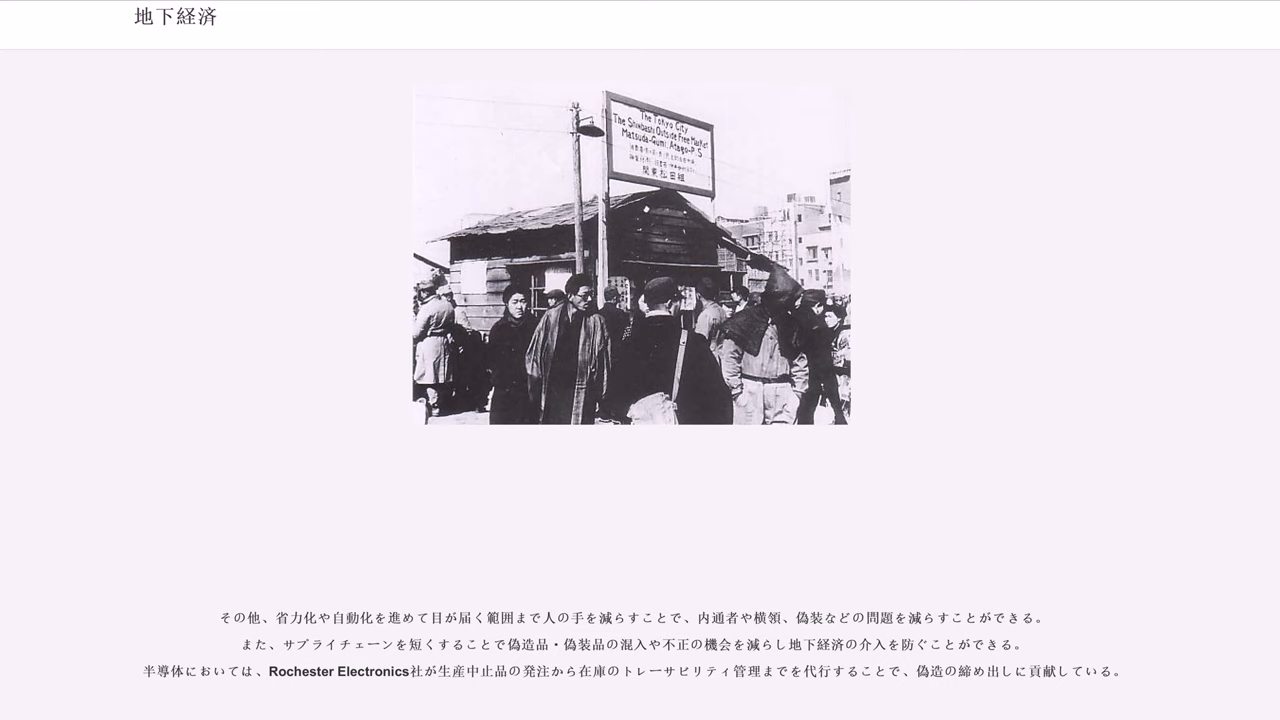 地下経済
The Tokyo City
The Shinbashi Outside Free Market
Matsuda-Gumi: Atago-P.S
関東松田組
その他、省力化や自動化を進めて目が届く範囲まで人の手を減らすことで、内通者や横領、偽装などの問題を減らすことができる。
また、サプライチェーンを短くすることで偽造品・偽装品の混入や不正の機会を減らし地下経済の介入を防ぐことができる。
半導体においては、Rochester Electronics社が生産中止品の発注から在庫のトレーサビリティ管理までを代行することで、偽造の締め出しに貢献している。